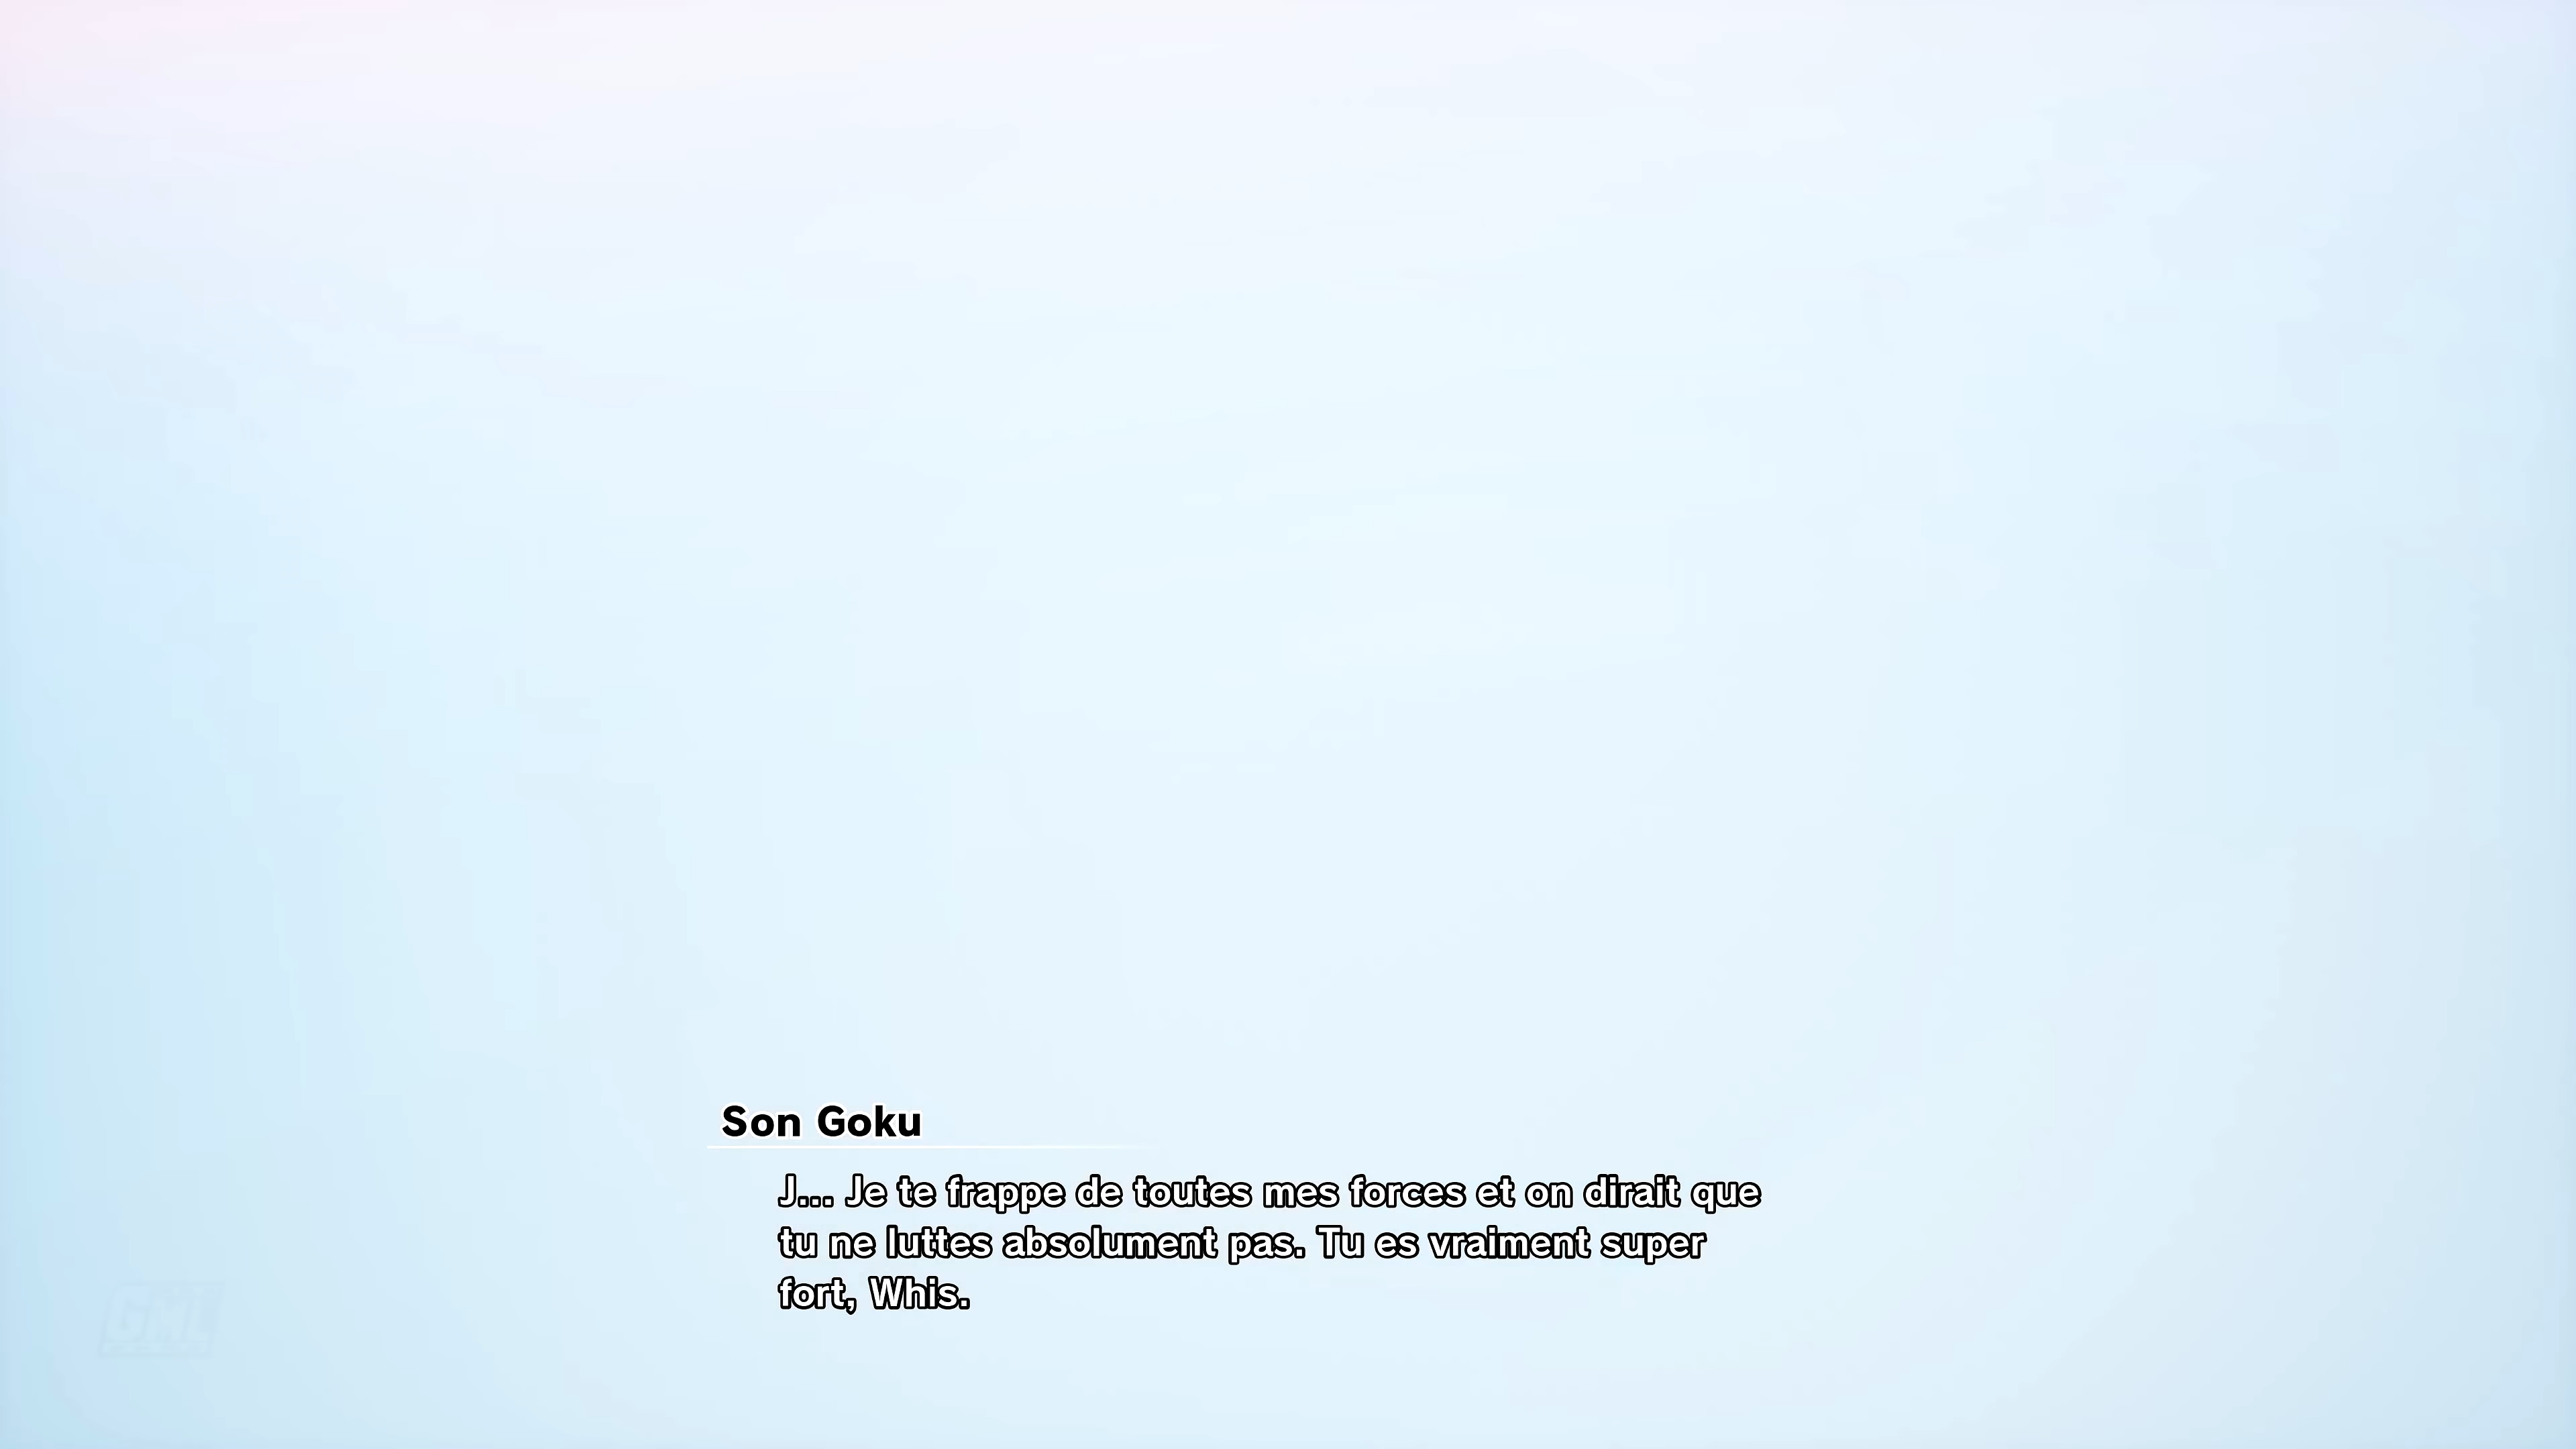 Son Goku
J... Je te frappe de toutes mes forces et on dirait que
tu ne luttes absolument pas. Tu es vraiment super
fort, Whis.
GNL